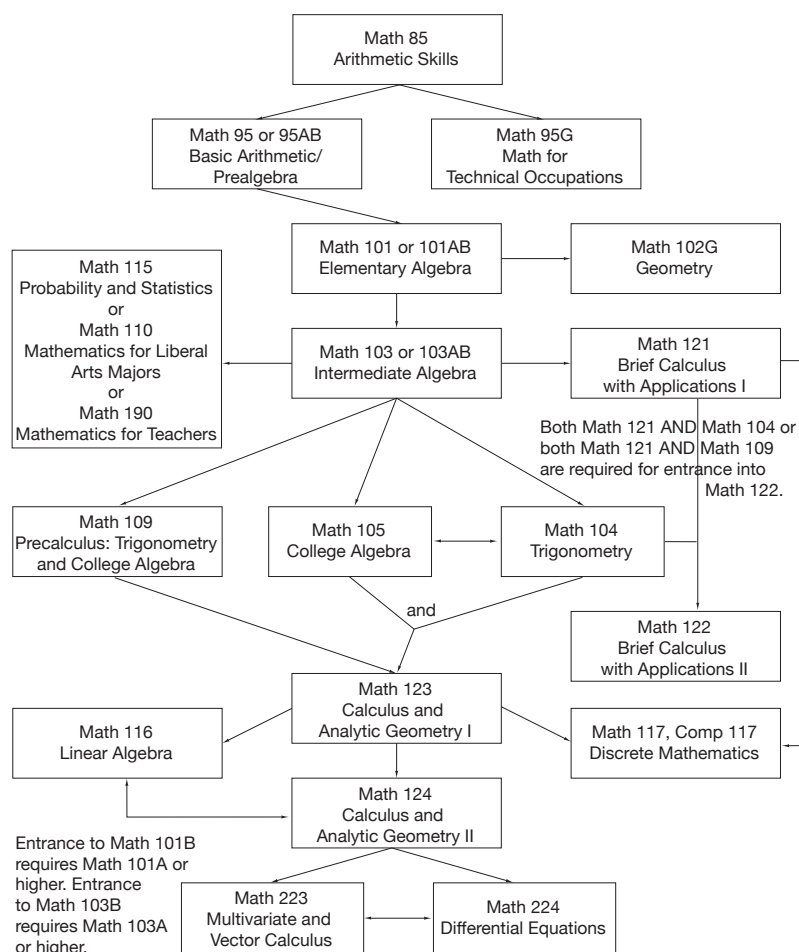 Math 85
Arithmetic Skills
Math 95 or 95AB
Basic Arithmetic/
Prealgebra
Math 95G
Math for
Technical Occupations
Math 101 or 101AB
Elementary Algebra
Math 102G
Geometry
Math 115
Probability and Statistics
or
Math 110
Mathematics for Liberal
Arts Majors
or
Math 190
Mathematics for Teachers
Math 103 or 103AB
Intermediate Algebra
Math 121
Brief Calculus
with Applications I
Both Math 121 AND Math 104 or
both Math 121 AND Math 109
are required for entrance into
Math 122.
Math 109
Precalculus: Trigonometry
and College Algebra
Math 105
College Algebra
Math 104
Trigonometry
and
Math 122
Brief Calculus
with Applications II
Math 123
Calculus and
Analytic Geometry I
Math 116
Linear Algebra
Math 117, Comp 117
Discrete Mathematics
Math 124
Calculus and
Analytic Geometry II
Entrance to Math 101B
requires Math 101A or
higher. Entrance
to Math 103B
requires Math 103A
or higher.
Math 223
Multivariate and
Vector Calculus
Math 224
Differential Equations